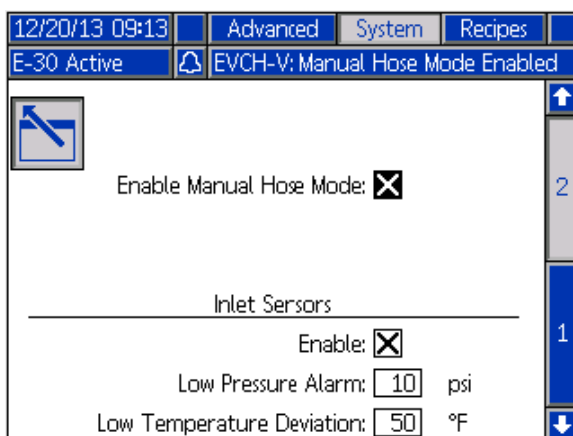 12/20/13 09:13 Advanced System Recipes
E-30 Active EVCH-V: Manual Hose Mode Enabled
Enable Manual Hose Mode:
2
Inlet Sersors
Enable:
1
Low Pressure Alarm: 10 psi
Low Temperature Deviation: 50 °F